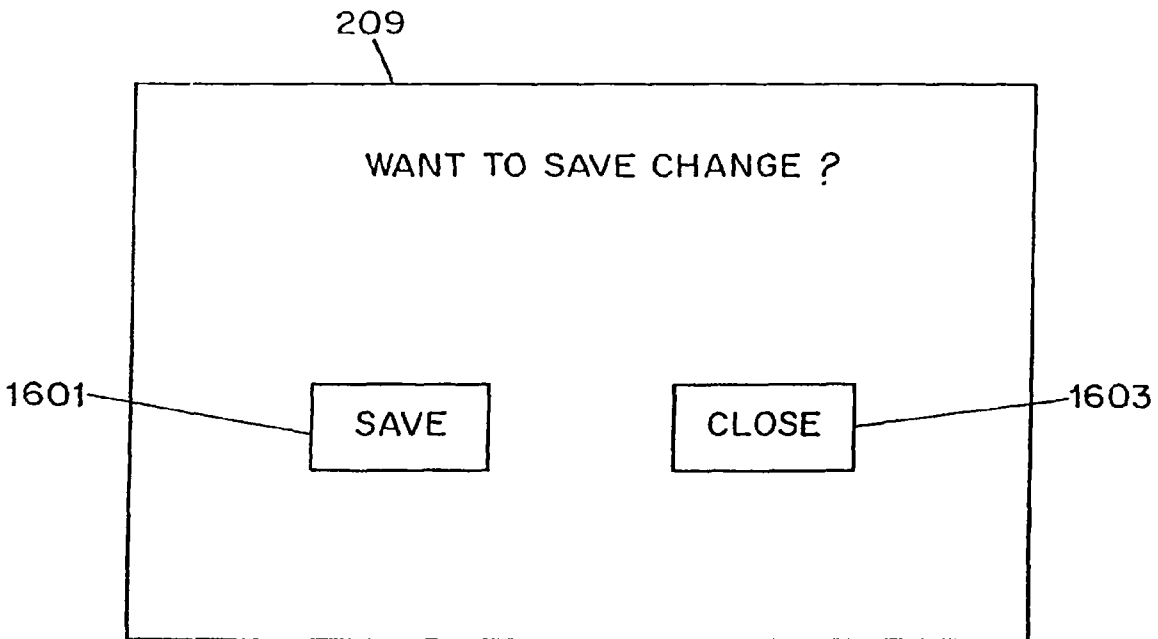 209
WANT TO SAVE CHANGE ?
1601
SAVE
CLOSE
1603